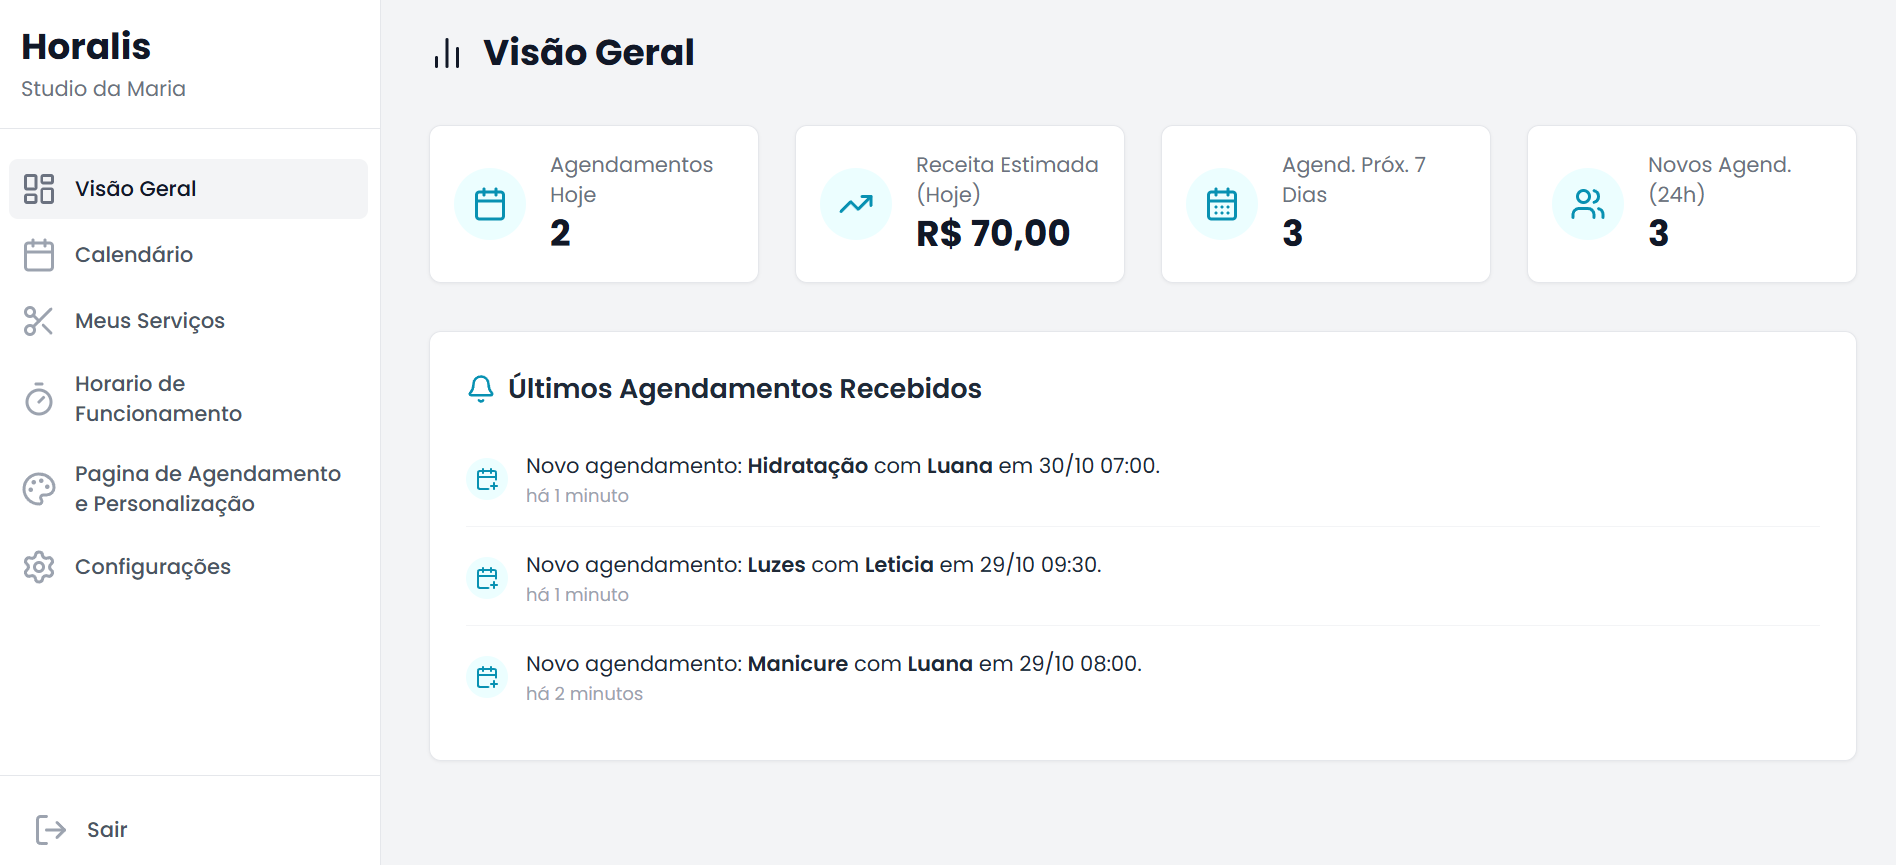 Horalis
Studio da Maria
Visão Geral
Calendário
Meus Serviços
Horario de
Funcionamento
Pagina de Agendamento
e Personalização
Configurações
Sair
Visão Geral
Agendamentos
Hoje
2
Receita Estimada
(Hoje)
R$ 70,00
Agend. Próx. 7
Dias
3
Novos Agend.
(24h)
3
Últimos Agendamentos Recebidos
Novo agendamento: Hidratação com Luana em 30/10 07:00.
há 1 minuto
Novo agendamento: Luzes com Leticia em 29/10 09:30.
há 1 minuto
Novo agendamento: Manicure com Luana em 29/10 08:00.
há 2 minutos